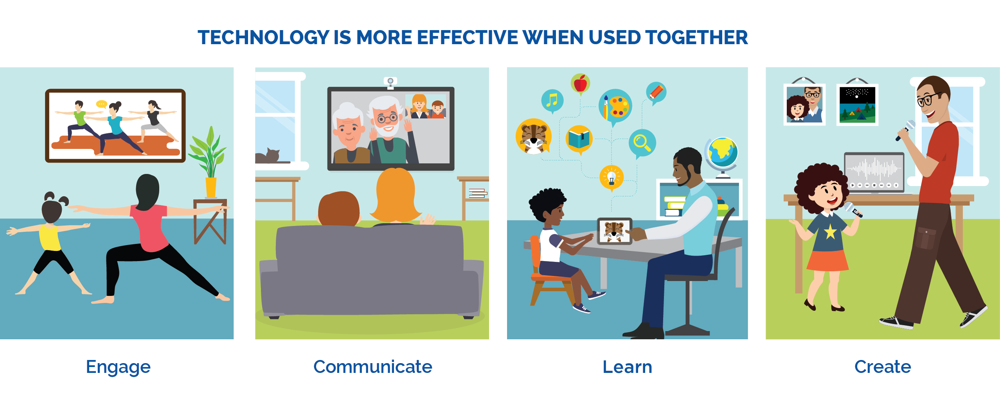 TECHNOLOGY IS MORE EFFECTIVE WHEN USED TOGETHER
Engage
Communicate
Learn
Create